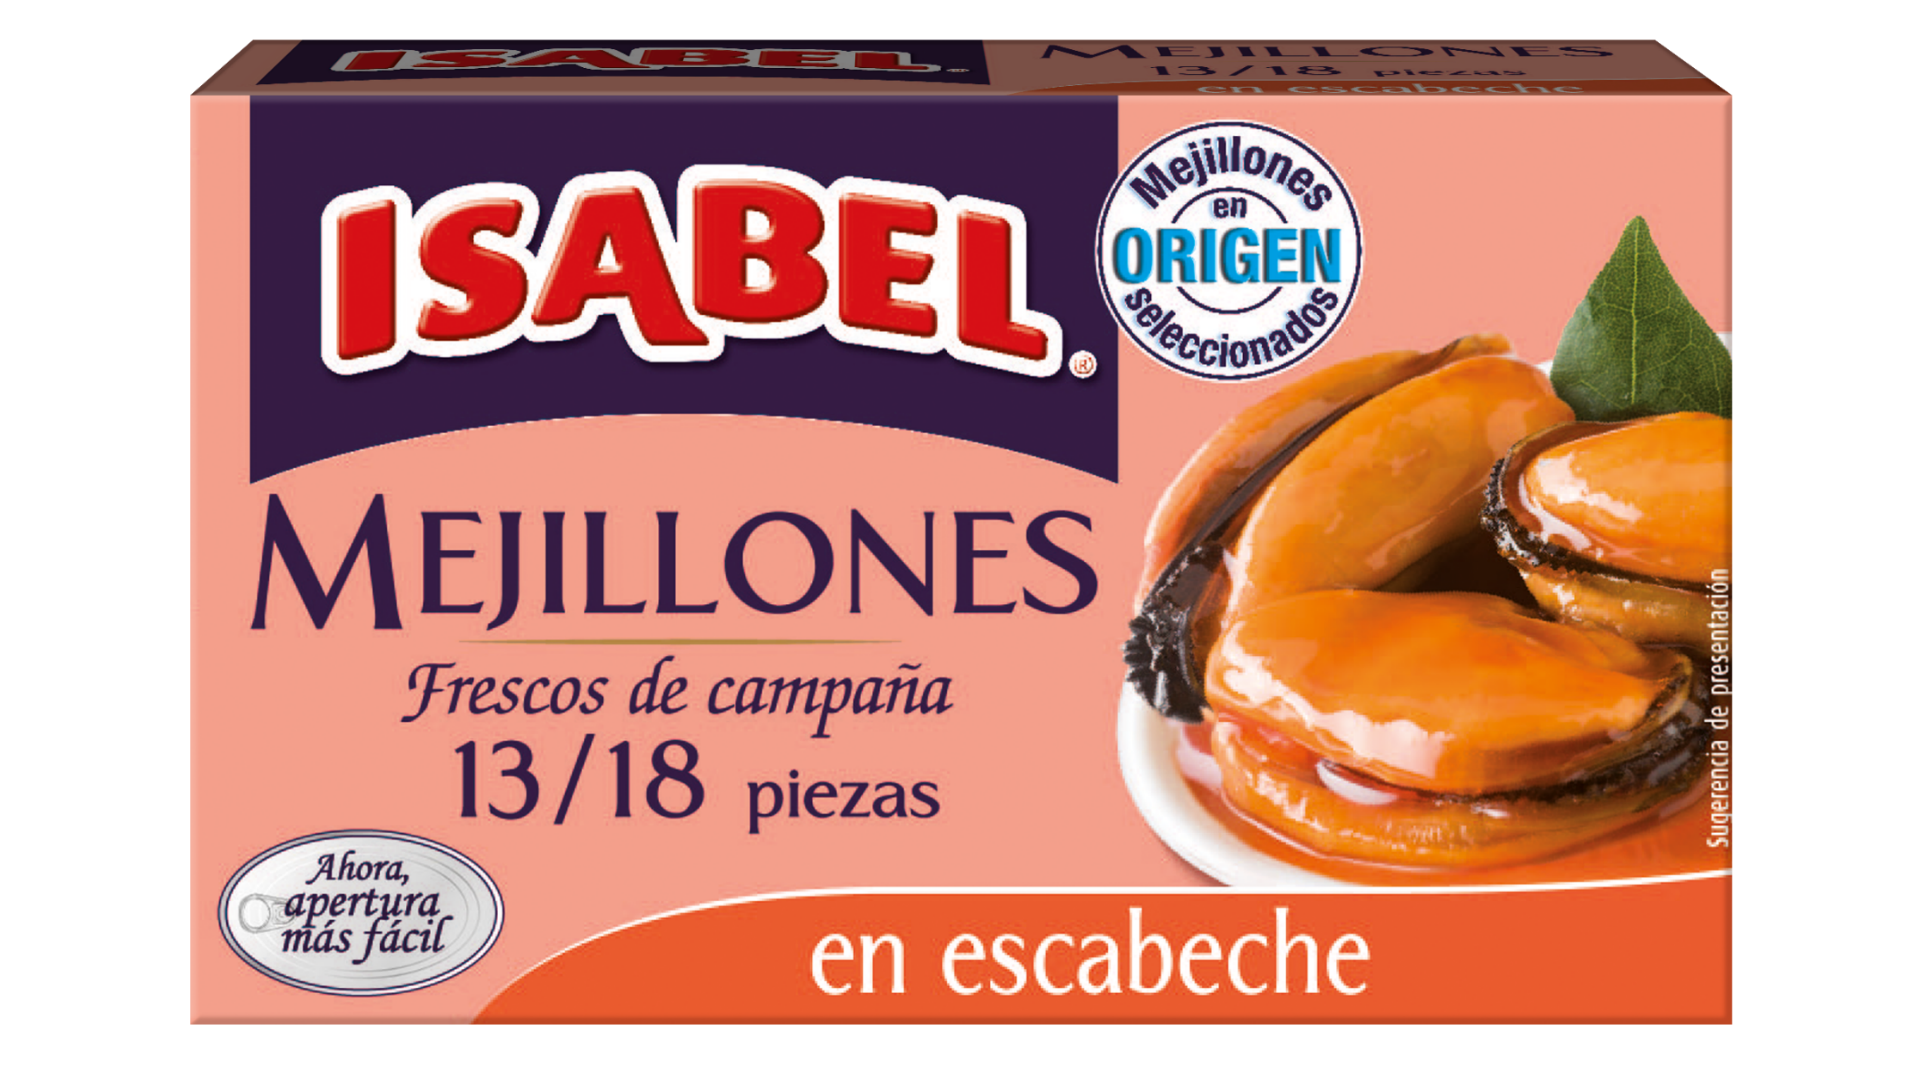 ISABEL®
MEJILLONES
13/18 piezas
en escabeche
ISABEL®
Mejillones
en
ORIGEN
seleccionados
MEJILLONES
Frescos de campaña
13/18 piezas
Ahora,
apertura
más fácil
en escabeche
Sugerencia de presentación